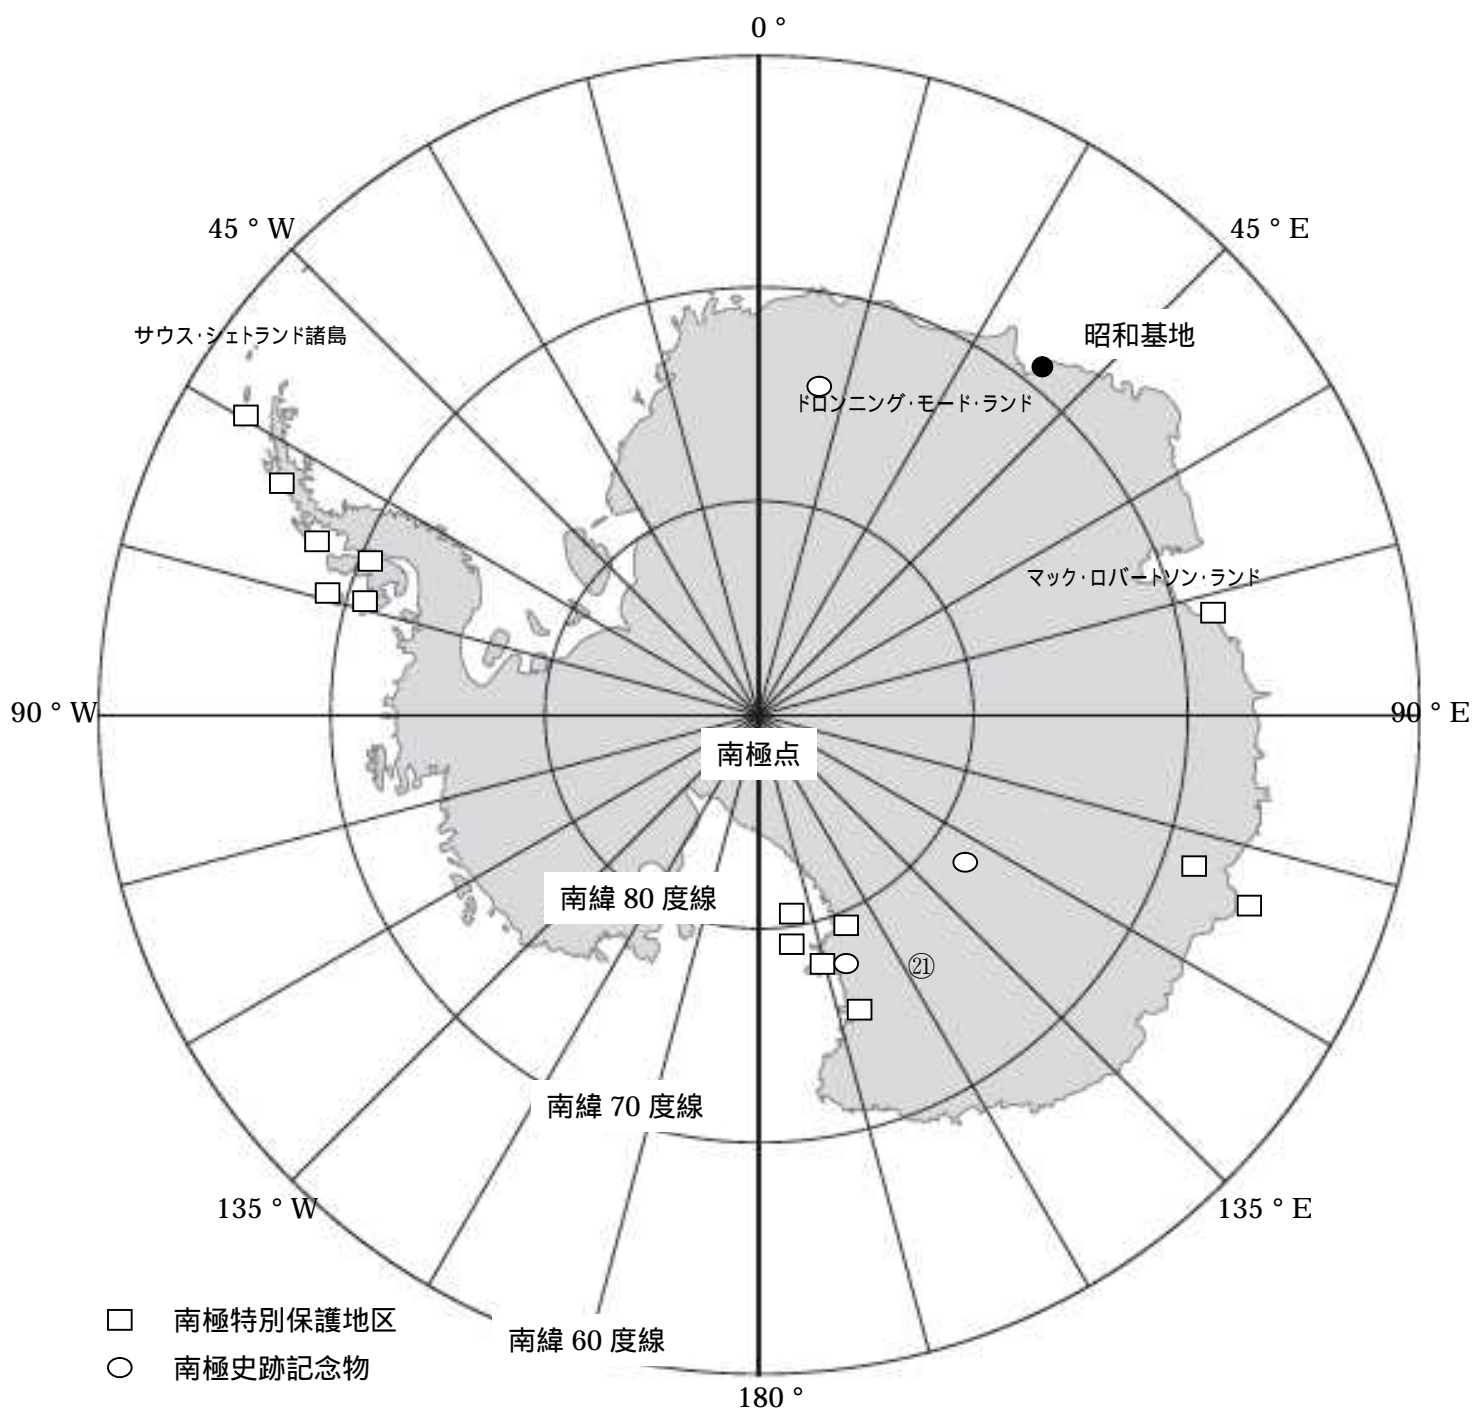 0 °
45 ° W
45 ° E
サウス・シェトランド諸島
昭和基地
ドロンニング・モード・ランド
マック・ロバートソン・ランド
90 ° W
90 ° E
南極点
南緯 80 度線
㉑
南緯 70 度線
135 ° W
135 ° E
南極特別保護地区
南緯 60 度線
南極史跡記念物
180 °